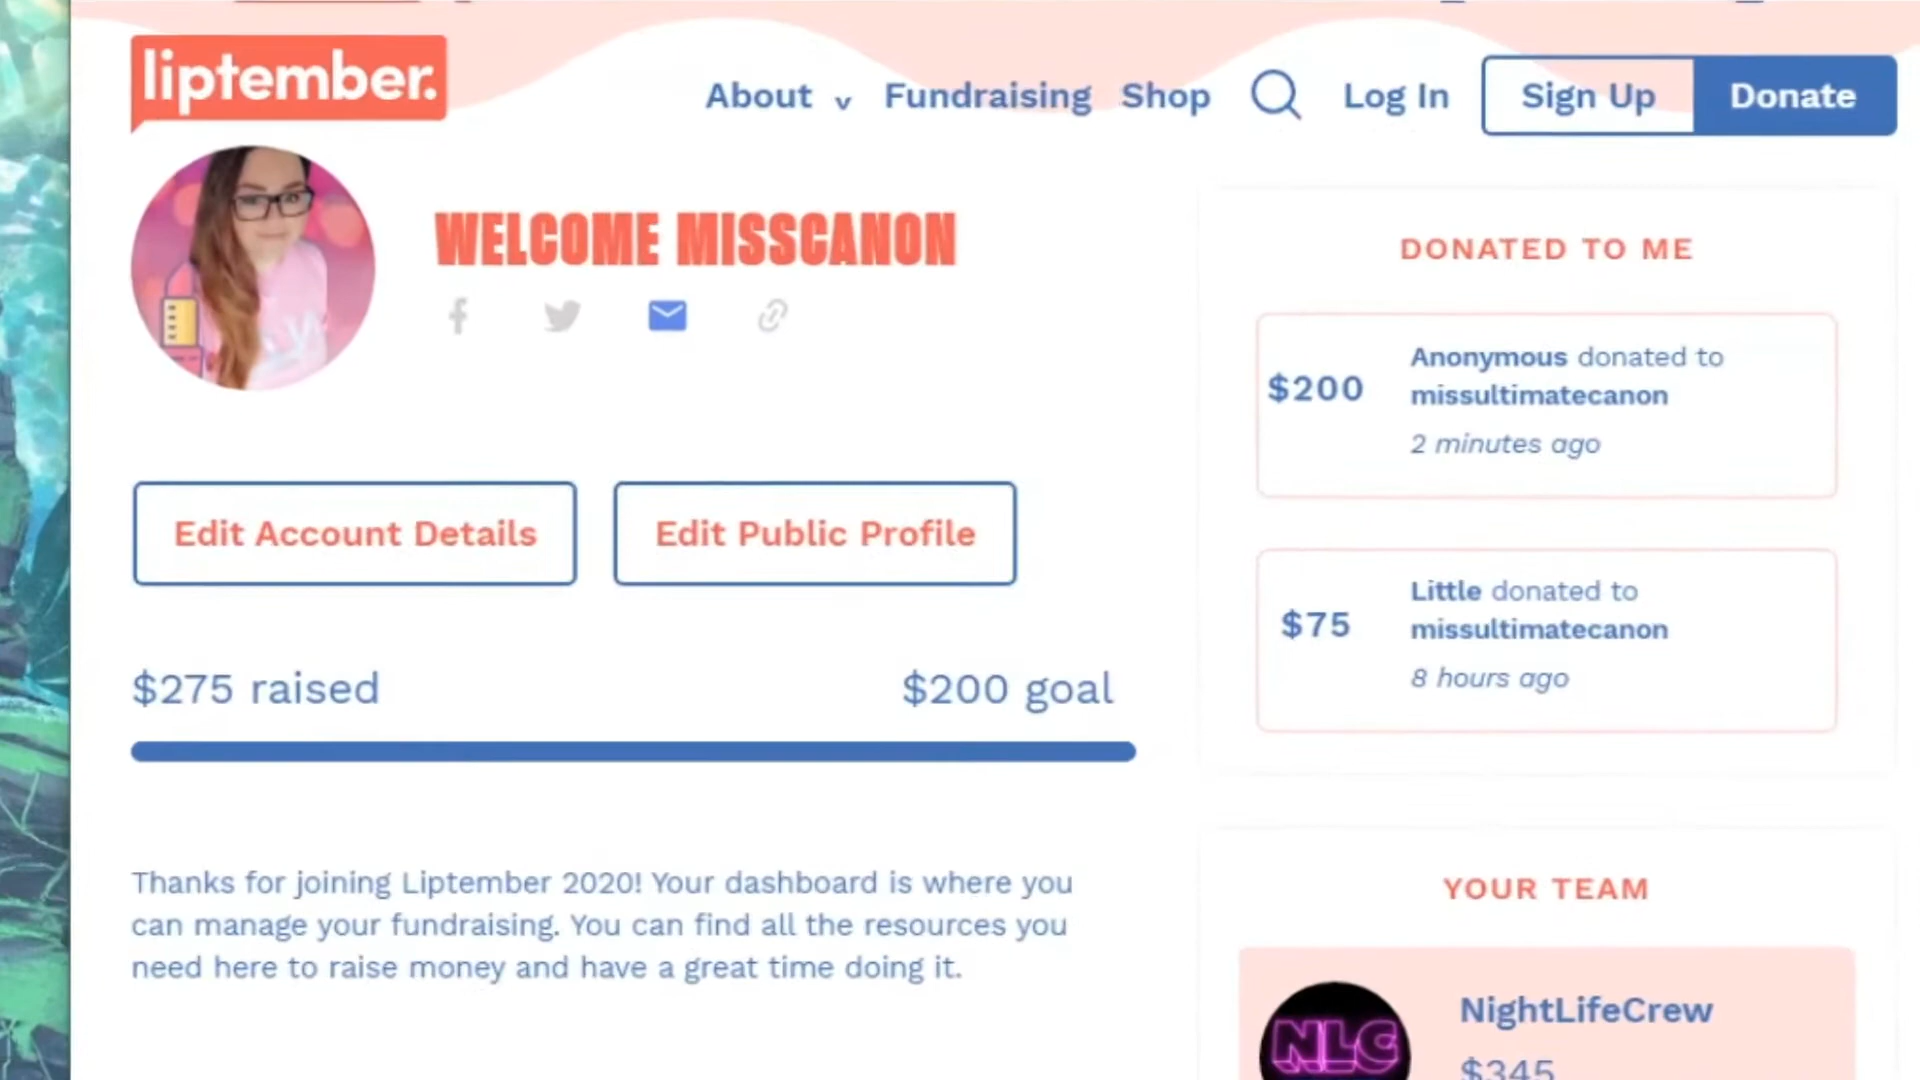 liptember.
About v Fundraising Shop Log In Sign Up Donate
WELCOME MISSCANON
Edit Account Details Edit Public Profile
$275 raised $200 goal
Thanks for joining Liptember 2020! Your dashboard is where you
can manage your fundraising. You can find all the resources you
need here to raise money and have a great time doing it.
DONATED TO ME
$200
Anonymous donated to
missultimatecanon
2 minutes ago
$75
Little donated to
missultimatecanon
8 hours ago
YOUR TEAM
NLC
NightLifeCrew
$345